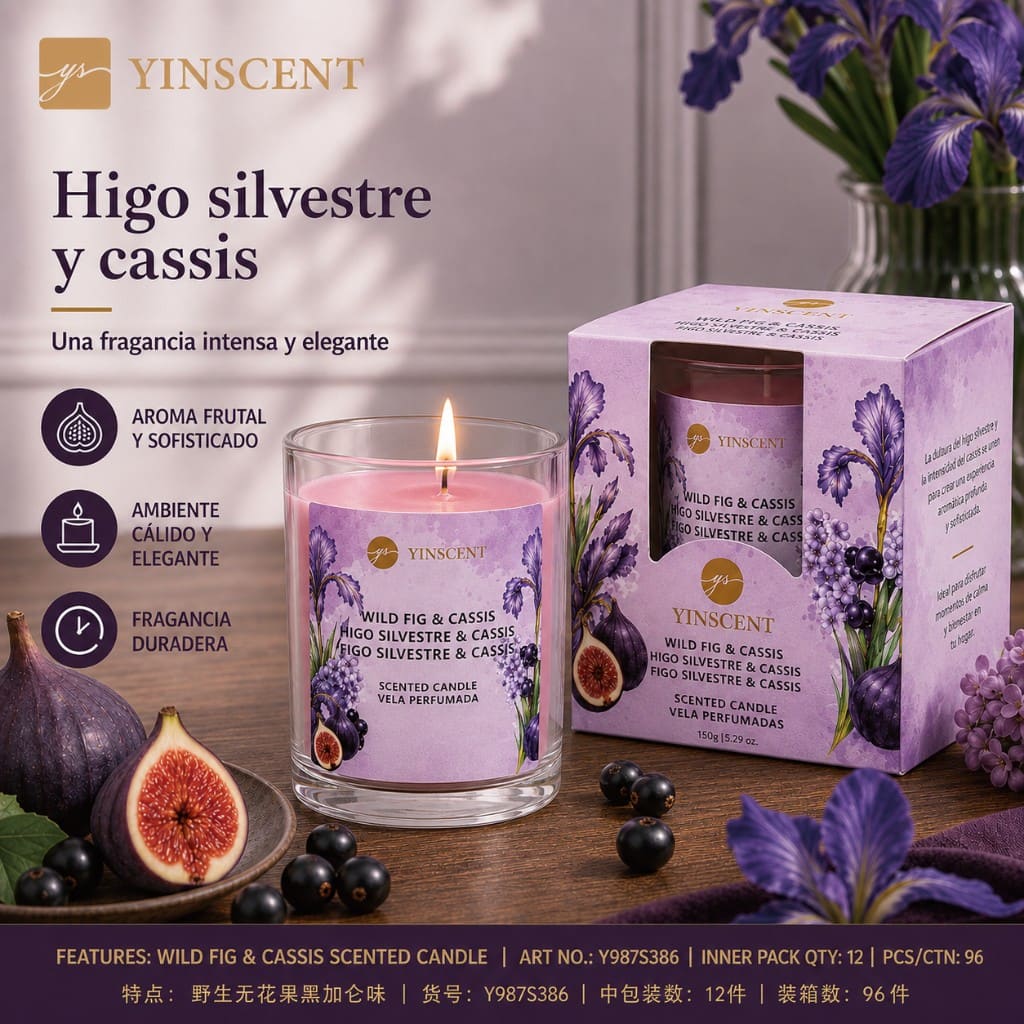 ys YINSCENT
Higo silvestre
y cassis
Una fragancia intensa y elegante
AROMA FRUTAL
Y SOFISTICADO
AMBIENTE
CÁLIDO Y
ELEGANTE
FRAGANCIA
DURADERA
ys YINSCENT
WILD FIG & CASSIS
HIGO SILVESTRE & CASSIS
FIGO SILVESTRE & CASSIS
SCENTED CANDLE
VELA PERFUMADA
ys
YINSCENT
WILD FIG & CASSIS
HIGO SILVESTRE & CASSIS
FIGO SILVESTRE & CASSIS
ys YINSCENT
WILD FIG & CASSIS
HIGO SILVESTRE & CASS
FIGO SILVESTRE & CASS
ys
YINSCENT
WILD FIG & CASSIS
HIGO SILVESTRE & CASSIS
FIGO SILVESTRE & CASSIS
SCENTED CANDLE
VELA PERFUMADAS
150g | 5.29 oz.
La dulzura del higo silvestre y
la intensidad del cassis se unen
para crear una experiencia
aromática profunda
y sofisticada.
Ideal para disfrutar
momentos de calma
y bienestar en
tu hogar.
FEATURES: WILD FIG & CASSIS SCENTED CANDLE | ART NO.: Y987S386 | INNER PACK QTY: 12 | PCS/CTN: 96
特点： 野生无花果黑加仑味 | 货号：Y987S386 | 中包装数：12件 | 装箱数：96件